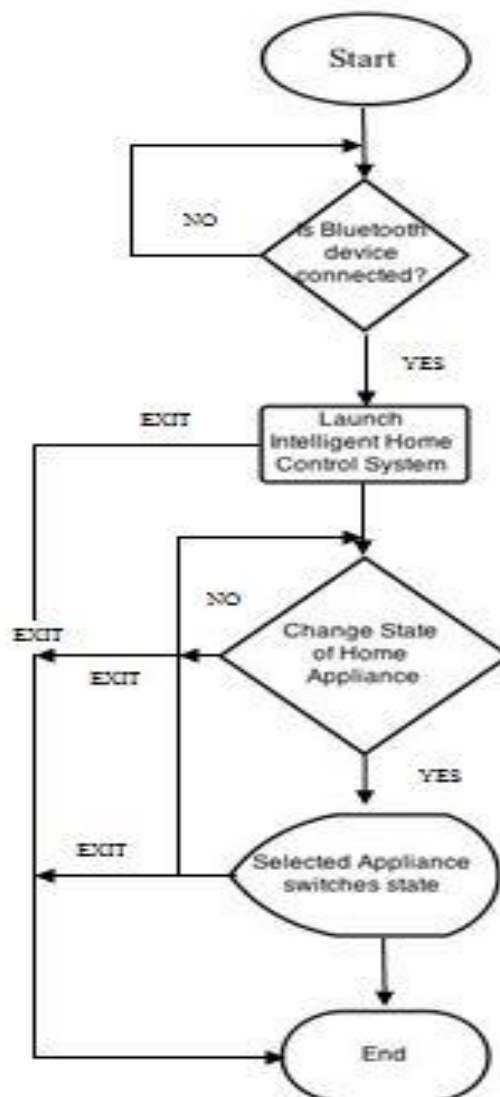 Start
NO
Is Bluetooth
device
connected?
YES
EXIT
Launch
Intelligent Home
Control System
NO
Change State
of Home
Appliance
EXIT
EXIT
YES
EXIT
Selected Appliance
switches state
End